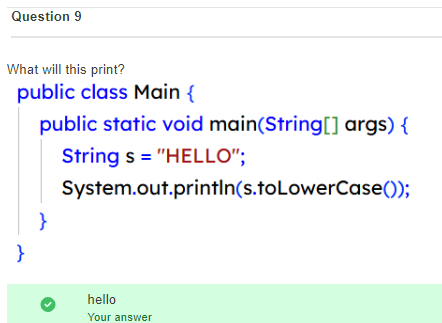 Question 9
What will this print?
public class Main {
public static void main(String[] args) {
String s = "HELLO";
System.out.println(s.toLowerCase());
}
}
hello
Your answer